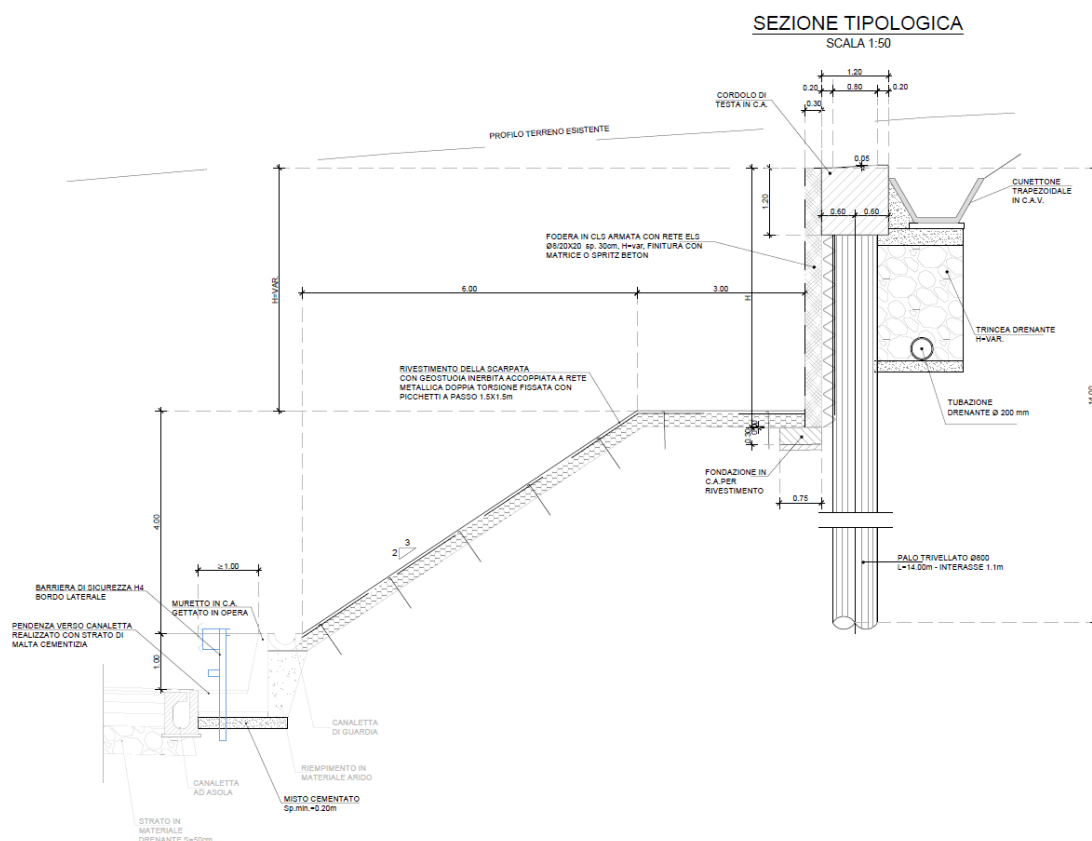 SEZIONE TIPOLOGICA
SCALA 1:50
1.20
0.20
0.80
0.20
0.30
CORDOLO DI
TESTA IN C.A.
PROFILO TERRENO ESISTENTE
0.05
1.20
0.60
0.60
CUNETTONE
TRAPEZOIDALE
IN C.A.V.
FODERA IN CLS ARMATA CON RETE ELS
Ø8/20X20 sp. 30cm, H=var, FINITURA CON
MATRICE O SPRITZ BETON
H=VAR.
6.00
3.00
H
TRINCEA DRENANTE
H=VAR.
RIVESTIMENTO DELLA SCARPATA
CON GEOSTUOIA INERBITA ACCOPPIATA A RETE
METALLICA DOPPIA TORSIONE FISSATA CON
PICCHETTI A PASSO 1.5X1.5m
TUBAZIONE
DRENANTE Ø 200 mm
14.00
0.30
FONDAZIONE IN
C.A.PER
RIVESTIMENTO
0.75
4.00
3
2
PALO TRIVELLATO Ø800
L=14.00m - INTERASSE 1.1m
≥1.00
BARRIERA DI SICUREZZA H4
BORDO LATERALE
MURETTO IN C.A.
GETTATO IN OPERA
PENDENZA VERSO CANALETTA
REALIZZATO CON STRATO DI
MALTA CEMENTIZIA
1.00
CANALETTA
DI GUARDIA
RIEMPIMENTO IN
MATERIALE ARIDO
CANALETTA
AD ASOLA
MISTO CEMENTATO
Sp.min.=0.20m
STRATO IN
MATERIALE
DRENANTE S=50cm